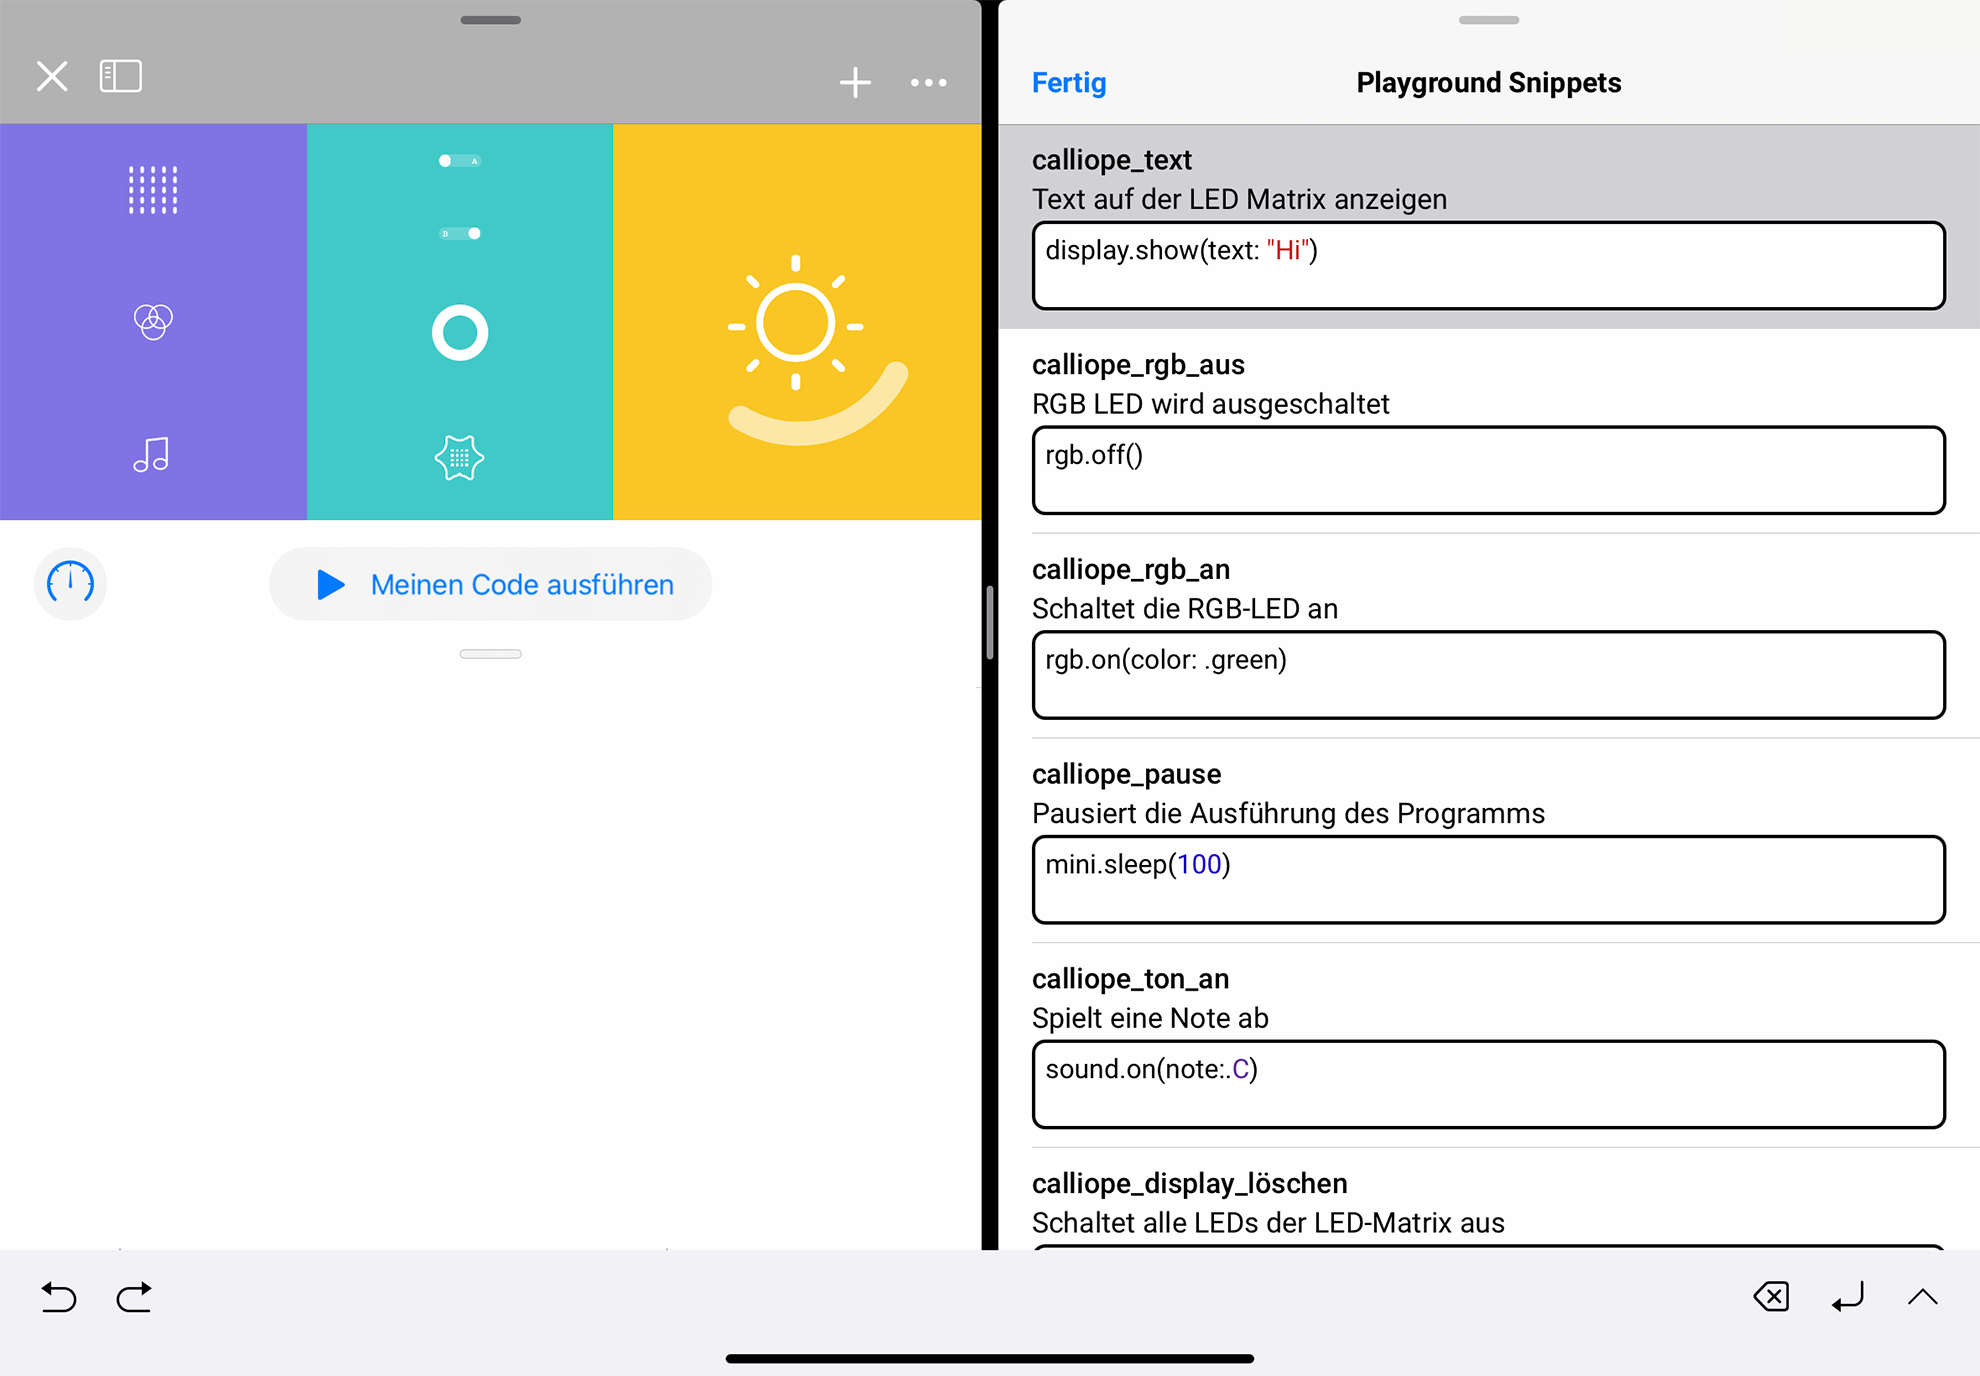 A
B
Meinen Code ausführen
Fertig
Playground Snippets
calliope_text
Text auf der LED Matrix anzeigen
display.show(text: "Hi")
calliope_rgb_aus
RGB LED wird ausgeschaltet
rgb.off()
calliope_rgb_an
Schaltet die RGB-LED an
rgb.on(color: .green)
calliope_pause
Pausiert die Ausführung des Programms
mini.sleep(100)
calliope_ton_an
Spielt eine Note ab
sound.on(note:.C)
calliope_display_löschen
Schaltet alle LEDs der LED-Matrix aus